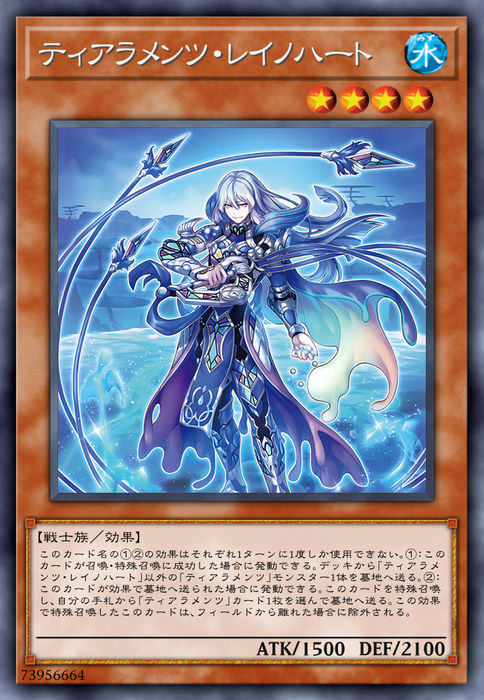 ティアラメンツ・レイノハート
みず
水
【戦士族/効果】
このカード名の①②の効果はそれぞれ1ターンに1度しか使用できない。①:この
カードが召喚・特殊召喚に成功した場合に発動できる。デッキから「ティアラ
メンツ・レイノハート」以外の「ティアラメンツ」モンスター1体を墓地へ送る。②:
このカードが効果で墓地へ送られた場合に発動できる。このカードを特殊召喚
し、自分の手札から「ティアラメンツ」カード1枚を選んで墓地へ送る。この効果
で特殊召喚したこのカードは、フィールドから離れた場合に除外される。
ATK/1500 DEF/2100
73956664